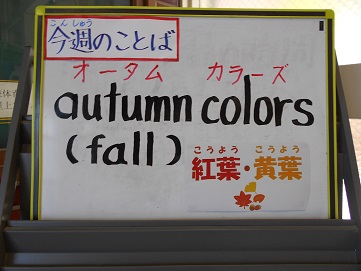 こんしゅう
今週のことば
オータム カラーズ
autumn colors
(fall)
こうよう こうよう
紅葉・黄葉